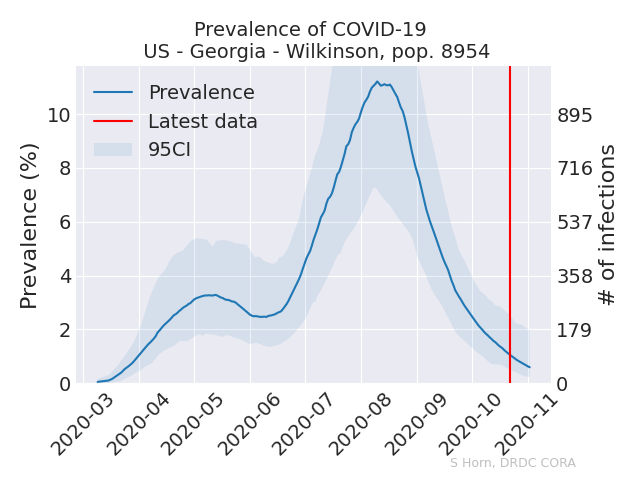 Prevalence of COVID-19
US - Georgia - Wilkinson, pop. 8954
Prevalence
Latest data
95CI
Prevalence (%)
10
8
6
4
2
0
895
716
537
358
179
0
# of infections
2020-03
2020-04
2020-05
2020-06
2020-07
2020-08
2020-09
2020-10
2020-11
S Horn, DRDC CORA